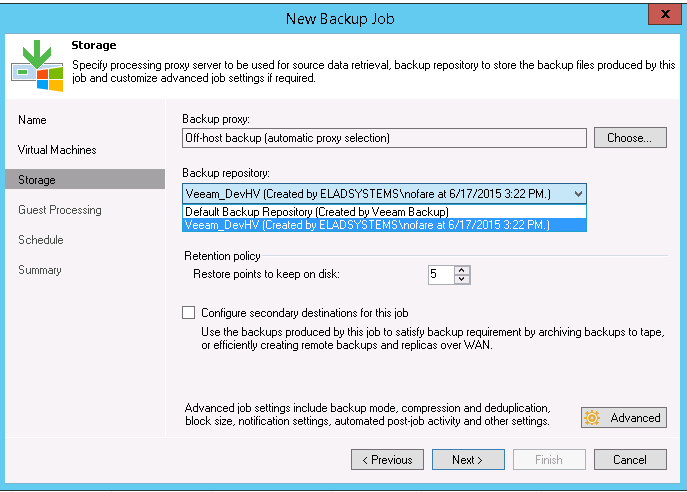 New Backup Job
x
Storage
Specify processing proxy server to be used for source data retrieval, backup repository to store the backup files produced by this
job and customize advanced job settings if required.
Name
Virtual Machines
Storage
Guest Processing
Schedule
Summary
Backup proxy:
Off-host backup (automatic proxy selection)
Choose...
Backup repository:
Veeam_DevHV (Created by ELADSYSTEMS\nofare at 6/17/2015 3:22 PM.)
Default Backup Repository (Created by Veeam Backup)
Veeam_DevHV (Created by ELADSYSTEMS\nofare at 6/17/2015 3:22 PM.)
Retention policy
Restore points to keep on disk:
5
Configure secondary destinations for this job
Use the backups produced by this job to satisfy backup requirement by archiving backups to tape,
or efficiently creating remote backups and replicas over WAN.
Advanced job settings include backup mode, compression and deduplication,
block size, notification settings, automated post-job activity and other settings.
Advanced
< Previous
Next >
Finish
Cancel